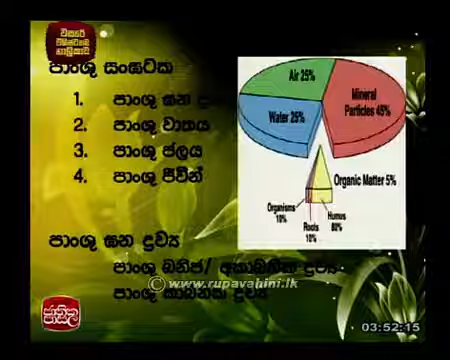 පාංශු සංඝටක
1. පාංශු ඝන ද්‍රව්‍ය
2. පාංශු වාතය
3. පාංශු ජලය
4. පාංශු ජීවීන්
Air 25%
Mineral
Particles 45%
Water 25%
Organic Matter 5%
Organisms
10%
Roots
10%
Humus
80%
පාංශු ඝන ද්‍රව්‍ය
පාංශු ඛනිජ/ අකාබනික ද්‍රව්‍ය
පාංශු කාබනික ද්‍රව්‍ය
© www.rupavahini.lk
ජාතික
පාසල
03:52:15